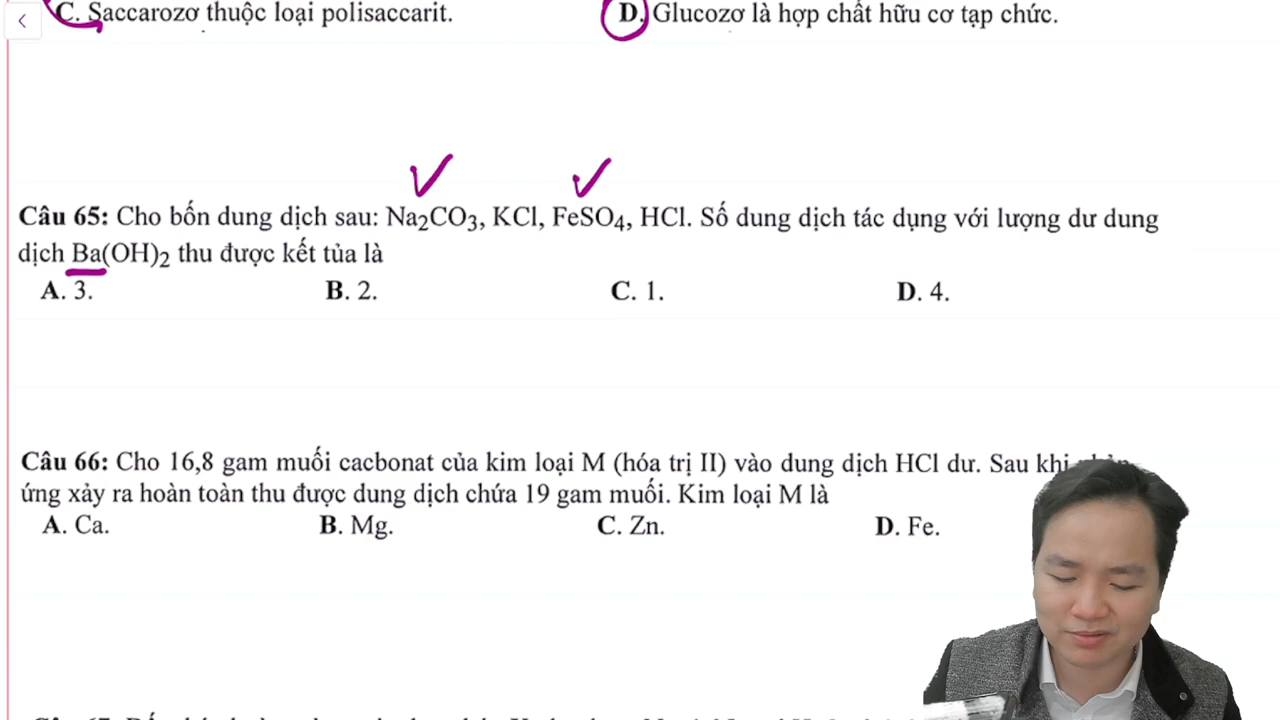 C. Saccarozơ thuộc loại polisaccarit. D. Glucozơ là hợp chất hữu cơ tạp chức.
Câu 65: Cho bốn dung dịch sau: Na₂CO₃, KCl, FeSO₄, HCl. Số dung dịch tác dụng với lượng dư dung
dịch Ba(OH)₂ thu được kết tủa là
A. 3. B. 2. C. 1. D. 4.
Câu 66: Cho 16,8 gam muối cacbonat của kim loại M (hóa trị II) vào dung dịch HCl dư. Sau khi
ứng xảy ra hoàn toàn thu được dung dịch chứa 19 gam muối. Kim loại M là
A. Ca. B. Mg. C. Zn. D. Fe.